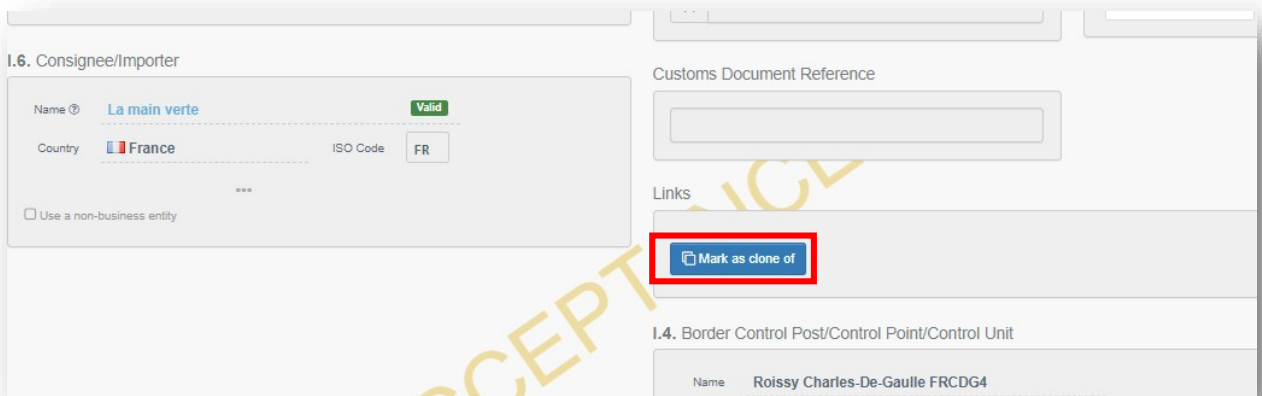 I.6. Consignee/Importer
Name La main verte Valid
Country France ISO Code FR
Use a non-business entity
Customs Document Reference
Links
Mark as clone of
I.4. Border Control Post/Control Point/Control Unit
Name Roissy Charles-De-Gaulle FRCDG4